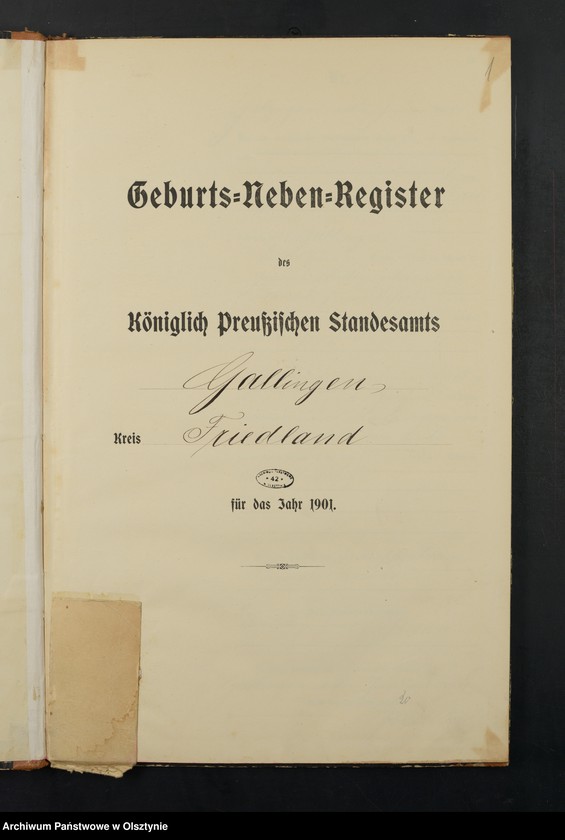 1
Geburts=Neben=Register
des
Königlich Preußischen Standesamts
Gallingen,
Kreis Friedland
42
für das Jahr 1901.
Archiwum Państwowe w Olsztynie